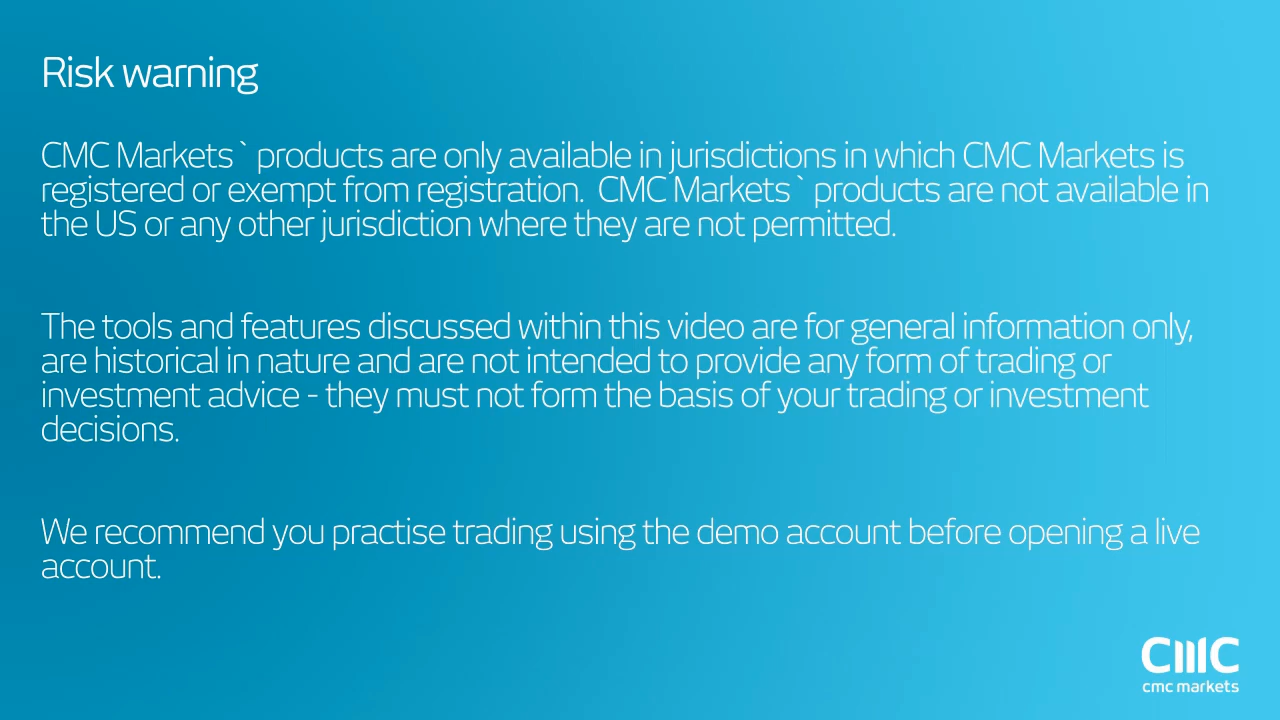 Risk warning
CMC Markets` products are only available in jurisdictions in which CMC Markets is
registered or exempt from registration.  CMC Markets` products are not available in
the US or any other jurisdiction where they are not permitted.
The tools and features discussed within this video are for general information only,
are historical in nature and are not intended to provide any form of trading or
investment advice - they must not form the basis of your trading or investment
decisions.
We recommend you practise trading using the demo account before opening a live
account.
CMC
cmc markets